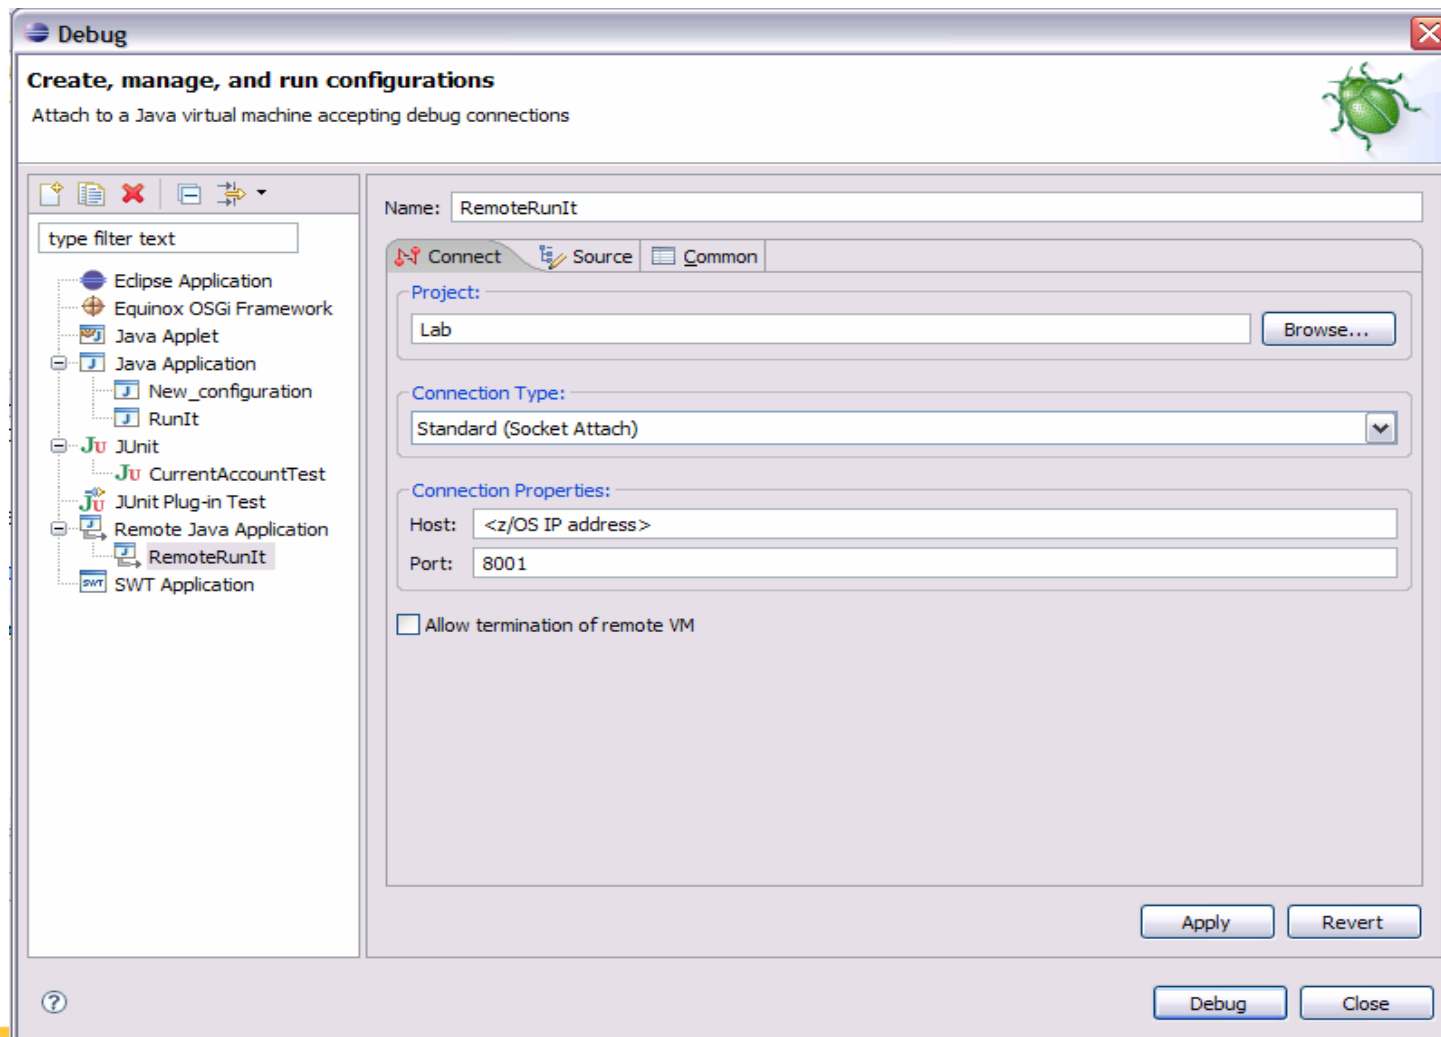 Debug
Create, manage, and run configurations
Attach to a Java virtual machine accepting debug connections
type filter text
Eclipse Application
Equinox OSGi Framework
Java Applet
Java Application
New_configuration
RunIt
JUnit
CurrentAccountTest
JUnit Plug-in Test
Remote Java Application
RemoteRunIt
SWT Application
Name: RemoteRunIt
Connect Source Common
Project:
Lab Browse...
Connection Type:
Standard (Socket Attach)
Connection Properties:
Host: <z/OS IP address>
Port: 8001
Allow termination of remote VM
Apply Revert
Debug Close